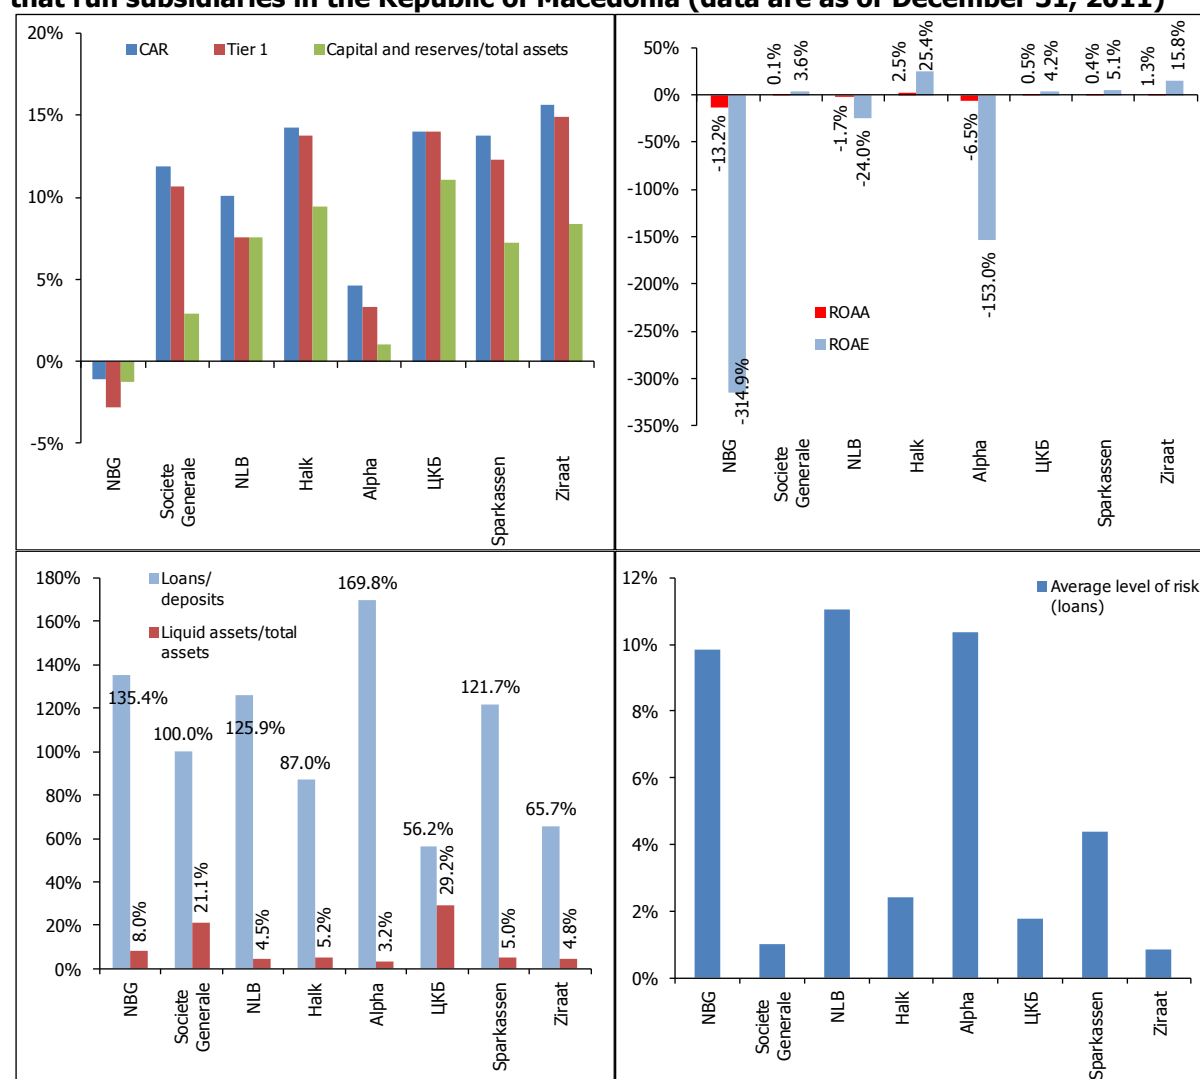 that run subsidiaries in the Republic of Macedonia (data are as of December 31, 2011)
20%
15%
10%
5%
0%
-5%
CAR
Tier 1
Capital and reserves/total assets
NBG
Societe
Generale
NLB
Halk
Alpha
ЦКБ
Sparkassen
Ziraat
50%
0%
-50%
-100%
-150%
-200%
-250%
-300%
-350%
-13.2%
-314.9%
0.1%
3.6%
-1.7%
-24.0%
2.5%
25.4%
-6.5%
-153.0%
0.5%
4.2%
0.4%
5.1%
1.3%
15.8%
ROAA
ROAE
NBG
Societe
Generale
NLB
Halk
Alpha
ЦКБ
Sparkassen
Ziraat
180%
160%
140%
120%
100%
80%
60%
40%
20%
0%
Loans/
deposits
Liquid assets/total
assets
135.4%
8.0%
100.0%
21.1%
125.9%
4.5%
87.0%
5.2%
169.8%
3.2%
56.2%
29.2%
121.7%
5.0%
65.7%
4.8%
NBG
Societe
Generale
NLB
Halk
Alpha
ЦКБ
Sparkassen
Ziraat
12%
10%
8%
6%
4%
2%
0%
Average level of risk
(loans)
NBG
Societe
Generale
NLB
Halk
Alpha
ЦКБ
Sparkassen
Ziraat